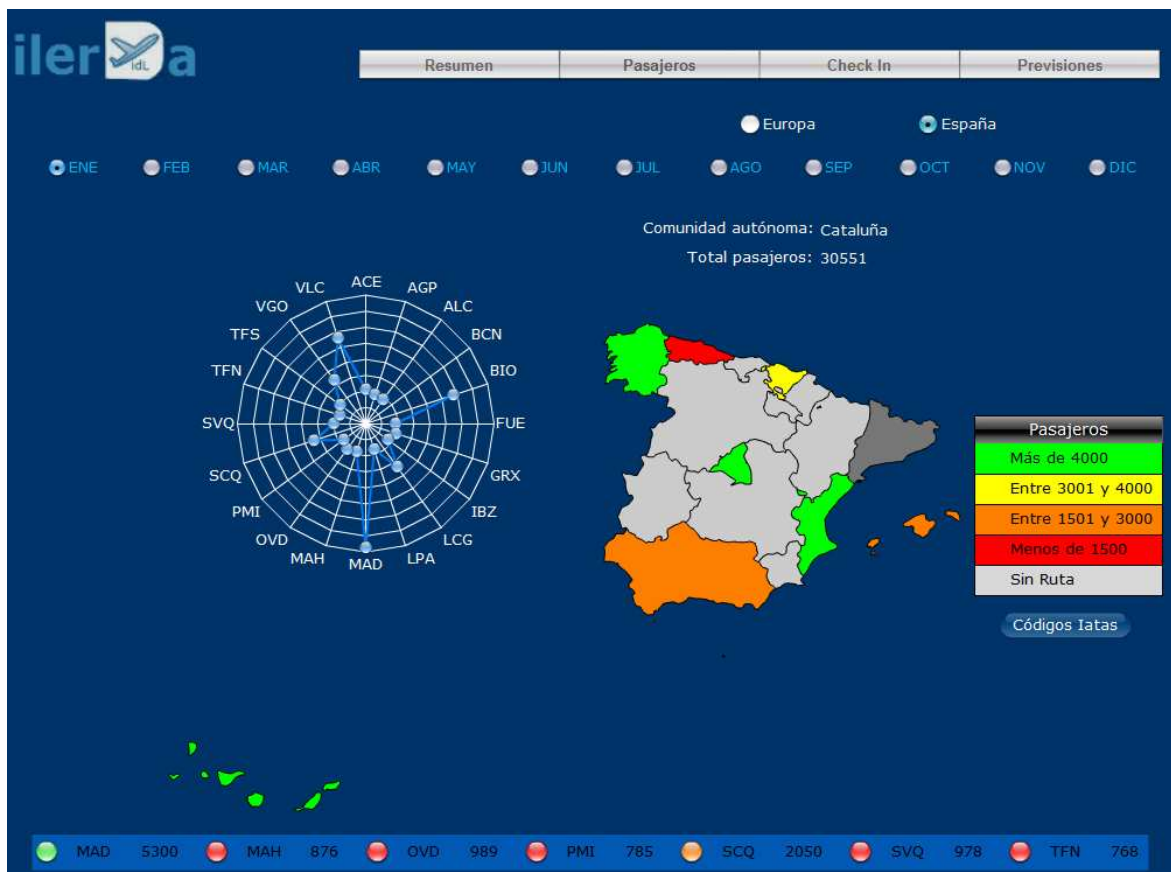 ilerda
idL
Resumen Pasajeros Check In Previsiones
Europa España
ENE FEB MAR ABR MAY JUN JUL AGO SEP OCT NOV DIC
Comunidad autónoma: Cataluña
Total pasajeros: 30551
ACE
AGP
ALC
BCN
BIO
FUE
GRX
IBZ
LCG
LPA
MAD
MAH
OVD
PMI
SCQ
SVQ
TFN
TFS
VGO
VLC
Pasajeros
Más de 4000
Entre 3001 y 4000
Entre 1501 y 3000
Menos de 1500
Sin Ruta
Códigos Iatas
MAD 5300 MAH 876 OVD 989 PMI 785 SCQ 2050 SVQ 978 TFN 768